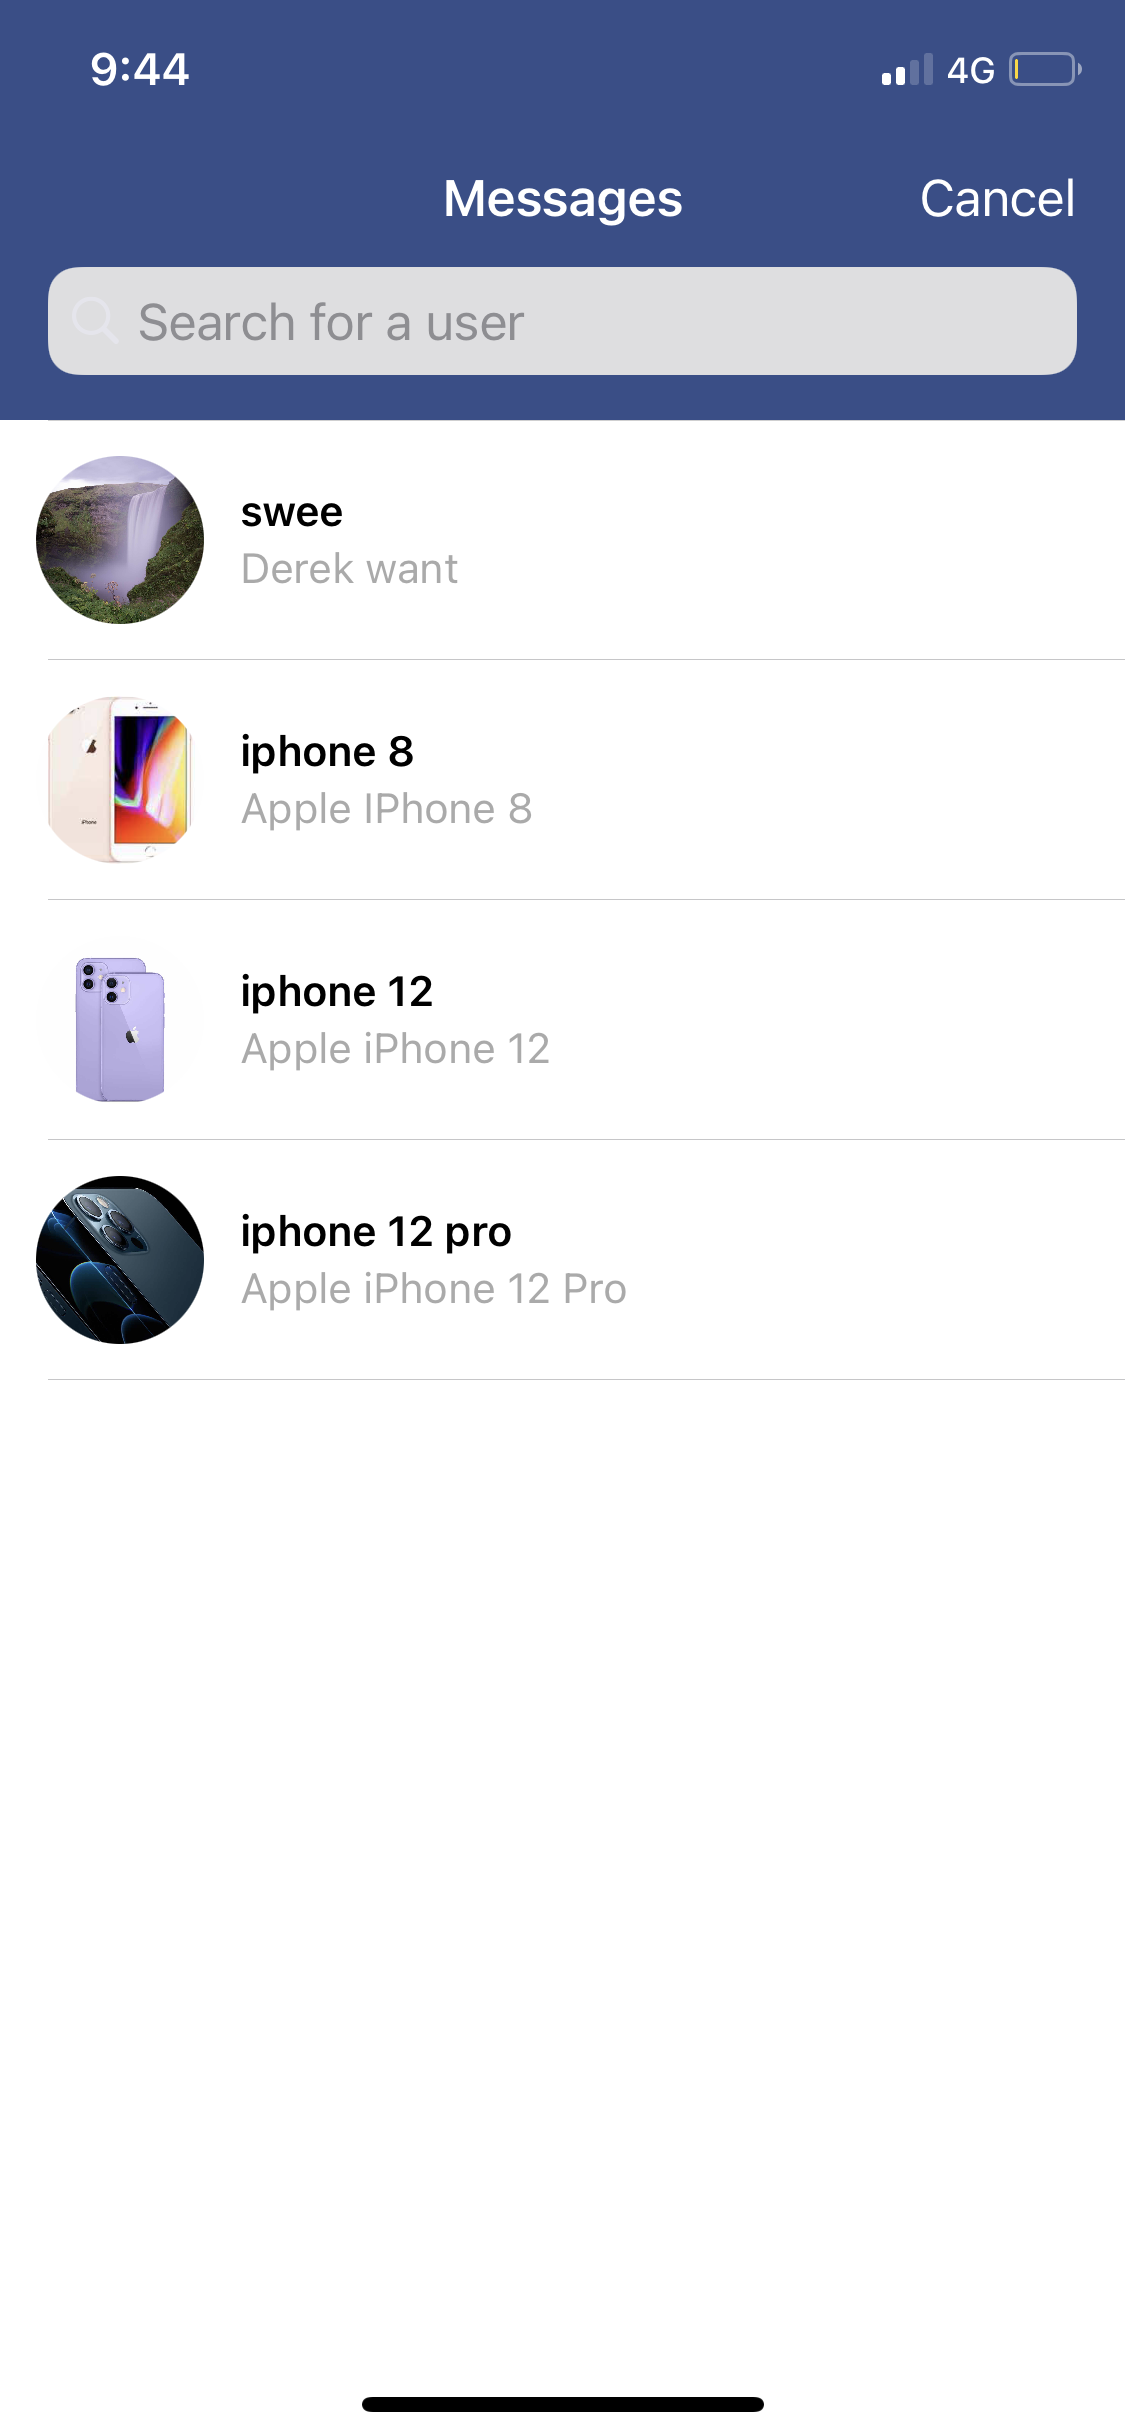 9:44
4G
Messages
Cancel
Search for a user
swee
Derek want
iphone 8
Apple IPhone 8
iPhone
iphone 12
Apple iPhone 12
iphone 12 pro
Apple iPhone 12 Pro